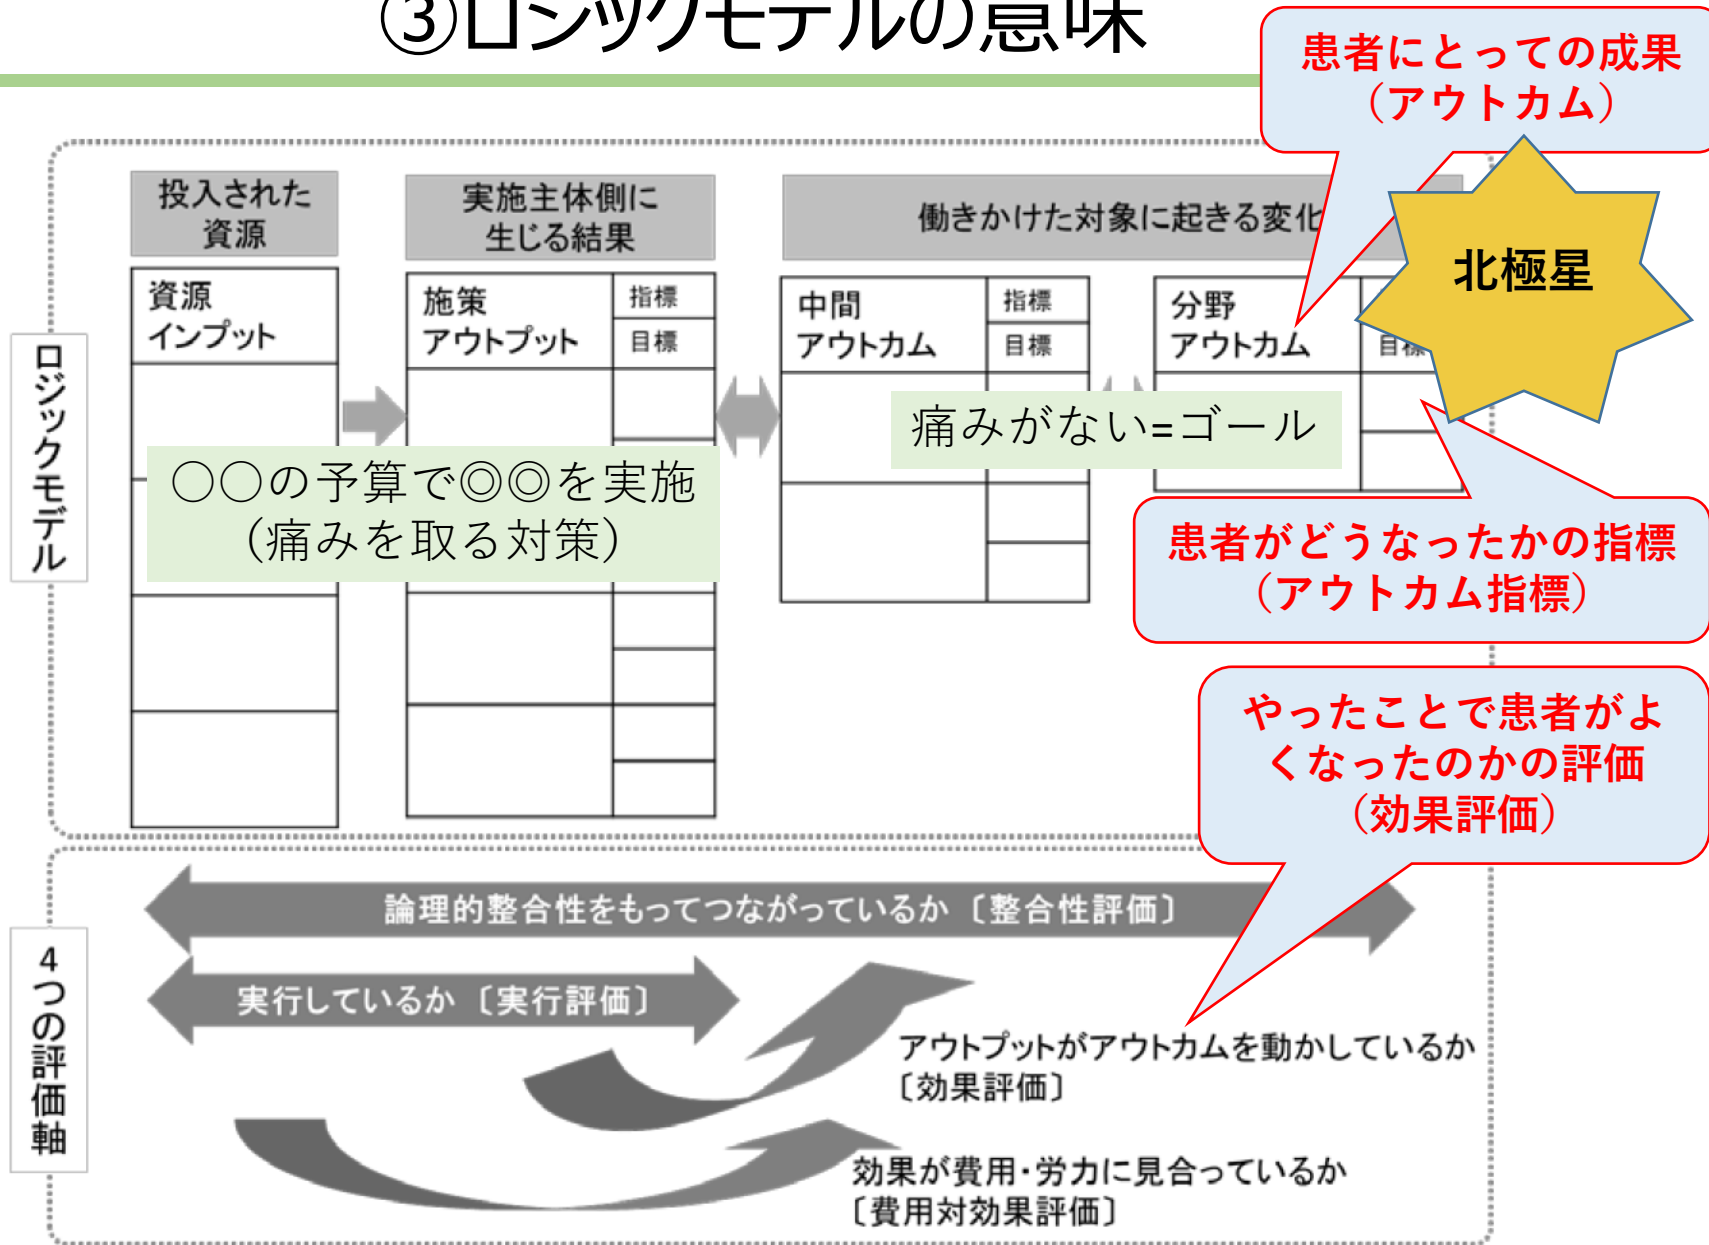 ③ロジックモデルの意味
患者にとっての成果
（アウトカム）
投入された
資源
実施主体側に
生じる結果
働きかけた対象に起きる変化
北極星
資源
インプット
施策
アウトプット
指標
目標
中間
アウトカム
指標
目標
分野
アウトカム
目標
ロジックモデル
〇〇の予算で◎◎を実施
（痛みを取る対策）
痛みがない=ゴール
患者がどうなったかの指標
（アウトカム指標）
やったことで患者がよ
くなったのかの評価
（効果評価）
4つの評価軸
論理的整合性をもってつながっているか〔整合性評価〕
実行しているか〔実行評価〕
アウトプットがアウトカムを動かしているか
〔効果評価〕
効果が費用・労力に見合っているか
〔費用対効果評価〕